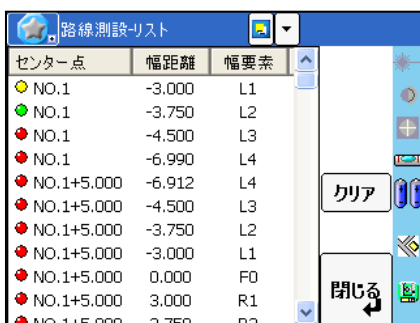 路線測設-リスト
センター点 幅距離 幅要素
NO.1 -3.000 L1
NO.1 -3.750 L2
NO.1 -4.500 L3
NO.1 -6.990 L4
NO.1+5.000 -6.912 L4
NO.1+5.000 -4.500 L3
NO.1+5.000 -3.750 L2
NO.1+5.000 -3.000 L1
NO.1+5.000 0.000 F0
NO.1+5.000 3.000 R1
クリア
閉じる